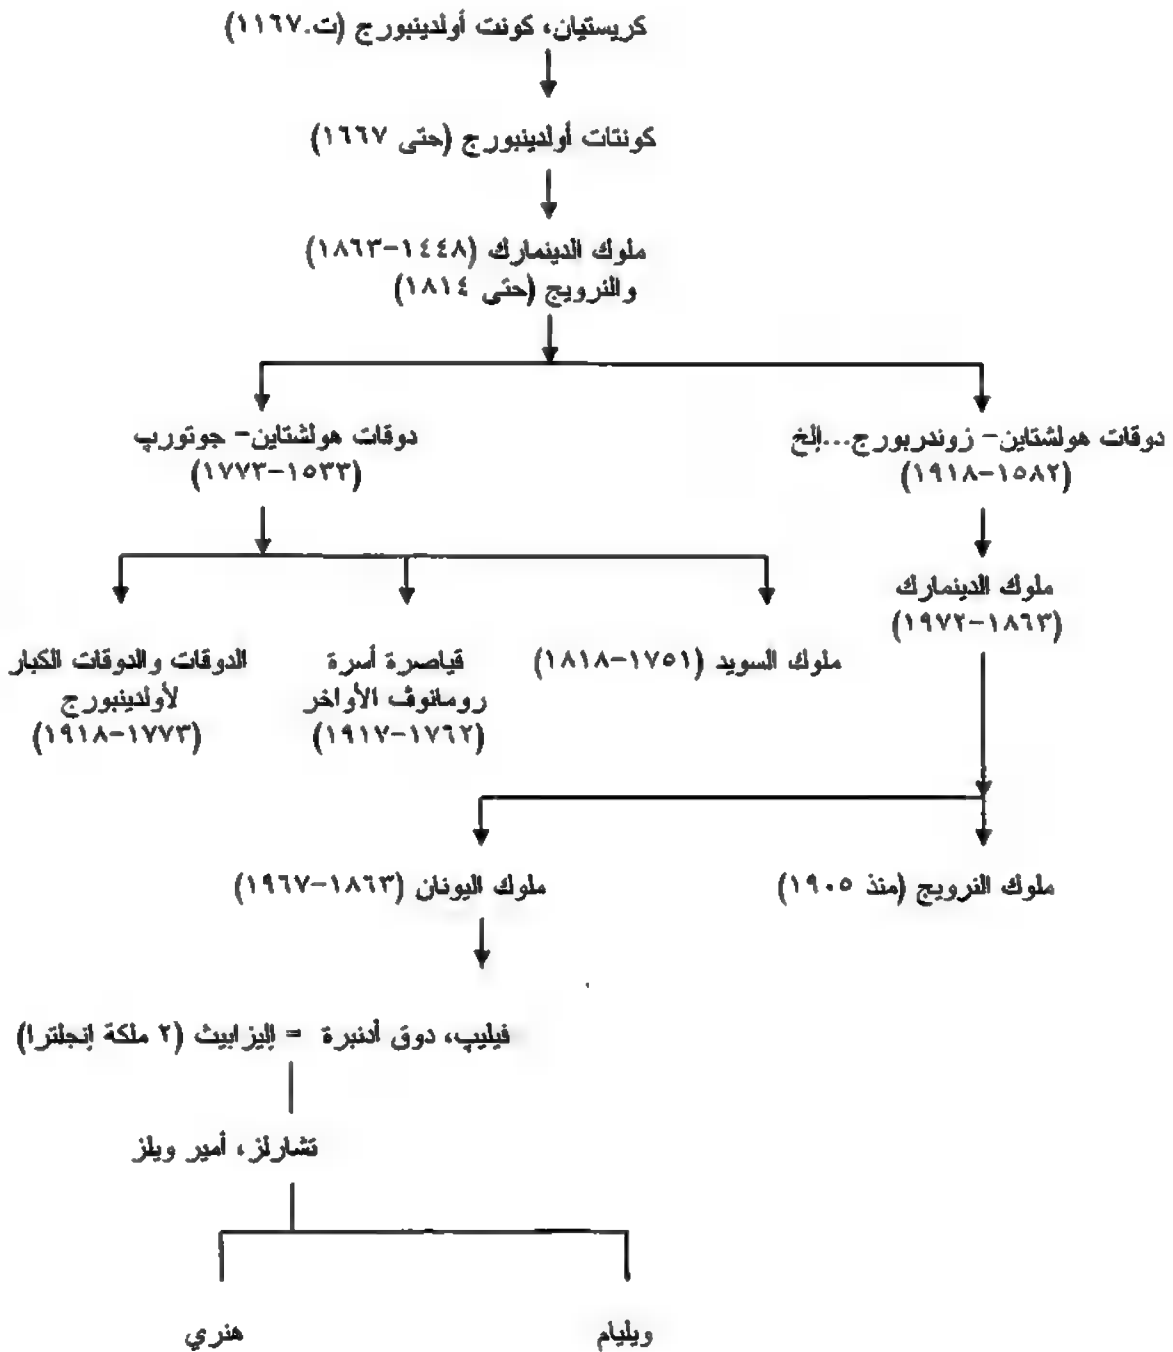 كريستيان، كونت أولدينبورج (ت.١١٦٧)
كونتات أولدينبورج (حتى ١٦٦٧)
ملوك الدينمارك (١٤٤٨-١٨٦٣)
والنرويج (حتى ١٨١٤)
دوقات هولشتاين- زوندربورج...إلخ
(١٥٨٢-١٩١٨)
دوقات هولشتاين- جوتورپ
(١٥٣٣-١٧٧٣)
ملوك الدينمارك
(١٨٦٣-١٩٧٢)
ملوك السويد (١٧٥١-١٨١٨)
قياصرة أسرة
رومانوڤ الأواخر
(١٧٦٢-١٩١٧)
الدوقات والدوقات الكبار
لأولدينبورج
(١٧٧٣-١٩١٨)
ملوك النرويج (منذ ١٩٠٥)
ملوك اليونان (١٨٦٣-١٩٦٧)
فيليپ، دوق أدنبرة = إليزابيث (٢ ملكة إنجلترا)
تشارلز، أمير ويلز
ويليام
هنري